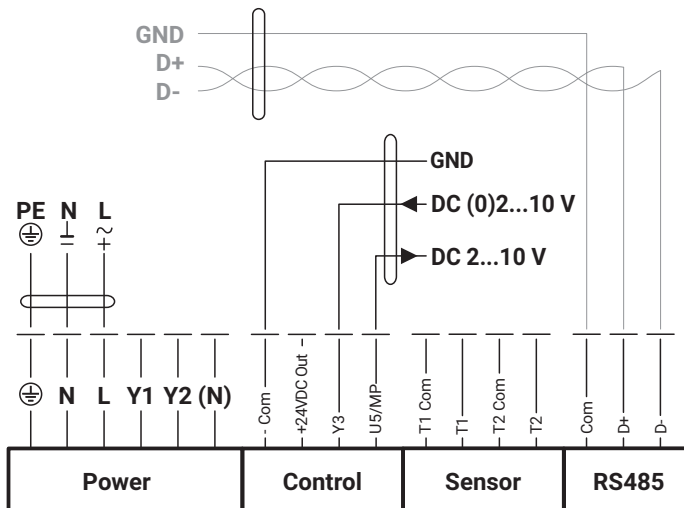 GND
D+
D-
GND
DC (0)2...10 V
DC 2...10 V
PE N L
N L Y1 Y2 (N)
- Com
+24VDC Out -
Y3
U5/MP
T1 Com
T1
T2 Com
T2
Com
D+
D-
Power Control Sensor RS485